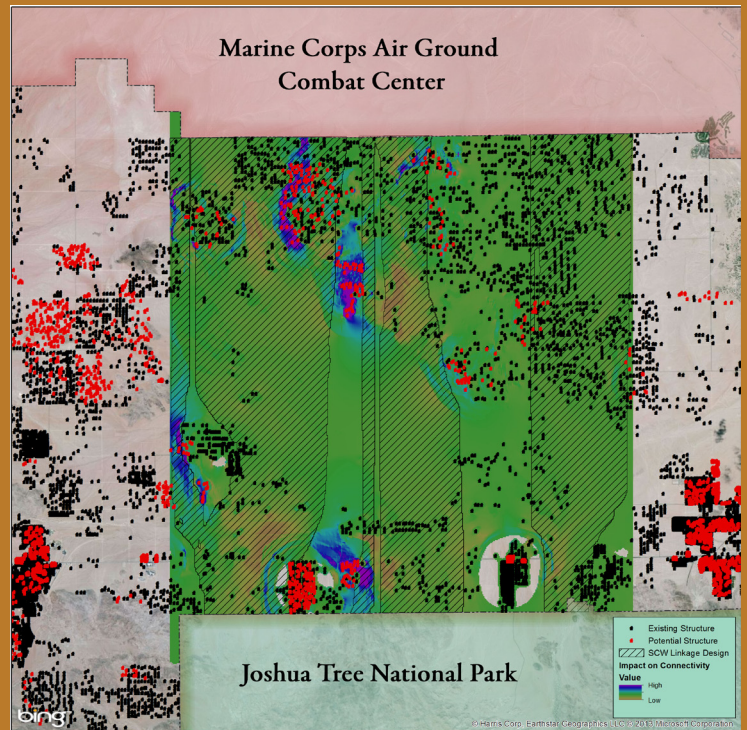 Marine Corps Air Ground
Combat Center
Joshua Tree National Park
Existing Structure
Potential Structure
SCW Linkage Design
Impact on Connectivity
Value
High
Low
bing
© Harris Corp, Earthstar Geographics LLC © 2013 Microsoft Corporation